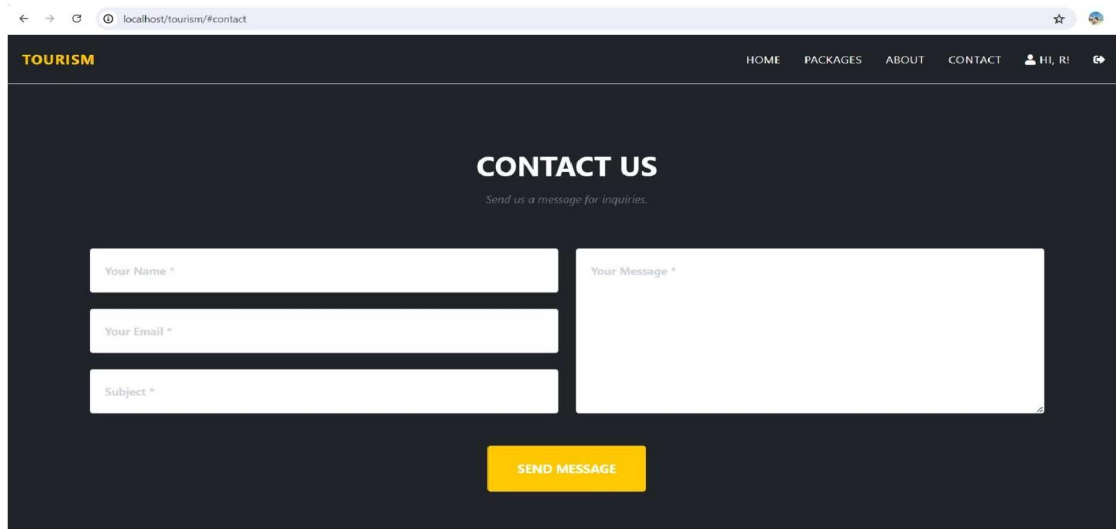 localhost/tourism/#contact
TOURISM HOME PACKAGES ABOUT CONTACT HI, R!
CONTACT US
Send us a message for inquiries.
Your Name *
Your Email *
Subject *
Your Message *
SEND MESSAGE